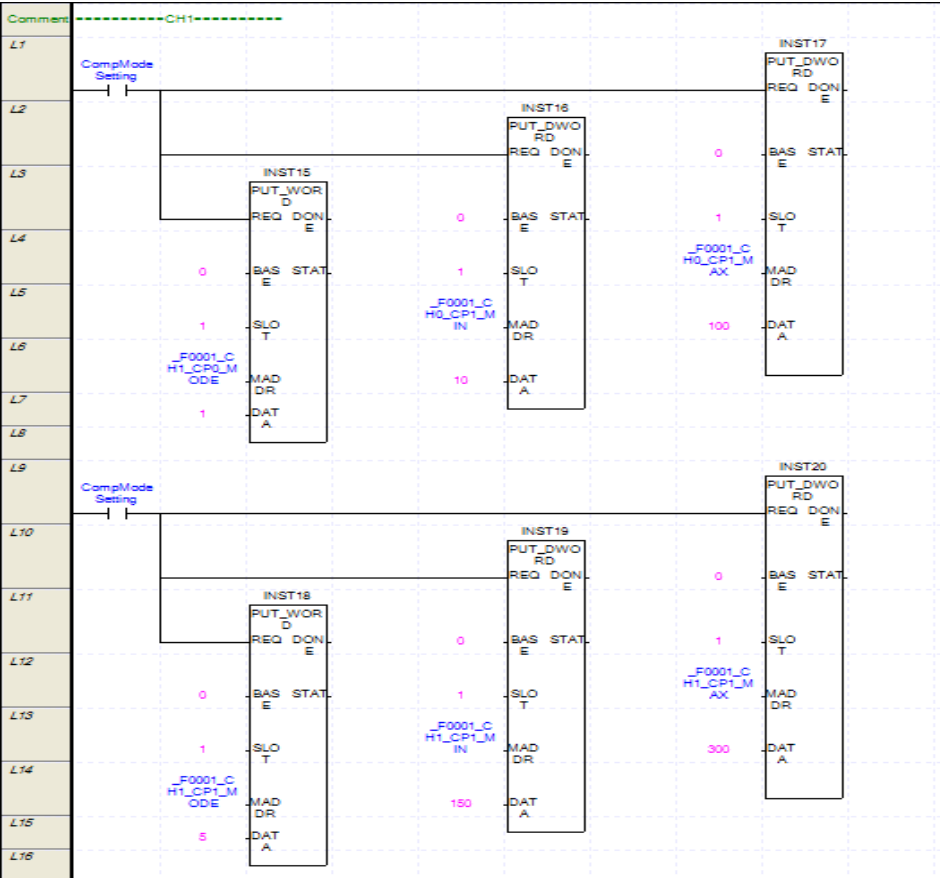 Comment
----------CH1----------
L1
INST17
CompMode
Setting
PUT_DWO
RD
REQ DON
E
L2
INST16
PUT_DWO
RD
REQ DON
E
0
BAS STAT
E
L3
INST15
PUT_WOR
D
REQ DON
E
0
BAS STAT
E
1
SLO
T
L4
_F0001_C
H0_CP1_M
AX
MAD
DR
0
BAS STAT
E
1
SLO
T
L5
_F0001_C
H0_CP1_M
IN
MAD
DR
1
SLO
T
100
DAT
A
L6
_F0001_C
H1_CP0_M
ODE
MAD
DR
10
DAT
A
L7
1
DAT
A
L8
L9
INST20
CompMode
Setting
PUT_DWO
RD
REQ DON
E
L10
INST19
PUT_DWO
RD
REQ DON
E
0
BAS STAT
E
L11
INST18
PUT_WOR
D
REQ DON
E
0
BAS STAT
E
1
SLO
T
L12
_F0001_C
H1_CP1_M
AX
MAD
DR
0
BAS STAT
E
1
SLO
T
L13
_F0001_C
H1_CP1_M
IN
MAD
DR
1
SLO
T
300
DAT
A
L14
_F0001_C
H1_CP1_M
ODE
MAD
DR
150
DAT
A
L15
5
DAT
A
L16